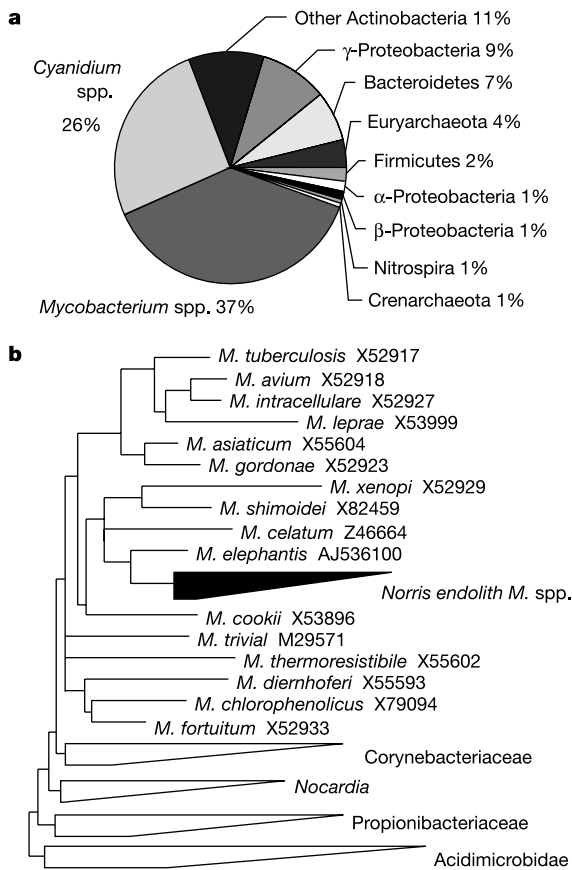 a
Other Actinobacteria 11%
γ-Proteobacteria 9%
Bacteroidetes 7%
Euryarchaeota 4%
Firmicutes 2%
α-Proteobacteria 1%
β-Proteobacteria 1%
Nitrospira 1%
Crenarchaeota 1%
Cyanidium
spp.
26%
Mycobacterium spp. 37%
b
M. tuberculosis X52917
M. avium X52918
M. intracellulare X52927
M. leprae X53999
M. asiaticum X55604
M. gordonae X52923
M. xenopi X52929
M. shimoidei X82459
M. celatum Z46664
M. elephantis AJ536100
Norris endolith M. spp.
M. cookii X53896
M. trivial M29571
M. thermoresistibile X55602
M. diernhoferi X55593
M. chlorophenolicus X79094
M. fortuitum X52933
Corynebacteriaceae
Nocardia
Propionibacteriaceae
Acidimicrobidae